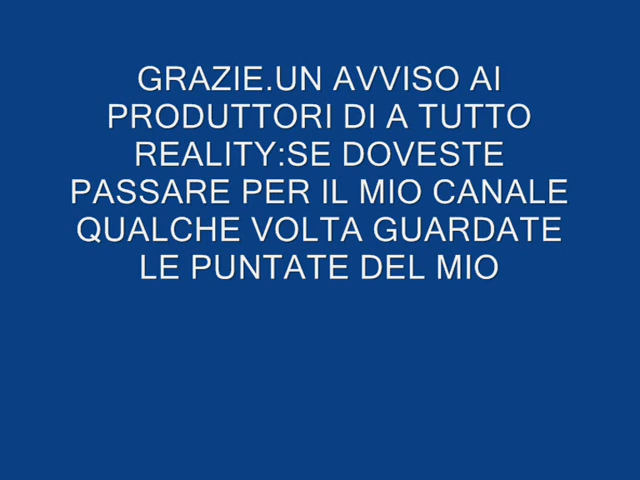 GRAZIE.UN AVVISO AI
PRODUTTORI DI A TUTTO
REALITY:SE DOVESTE
PASSARE PER IL MIO CANALE
QUALCHE VOLTA GUARDATE
LE PUNTATE DEL MIO